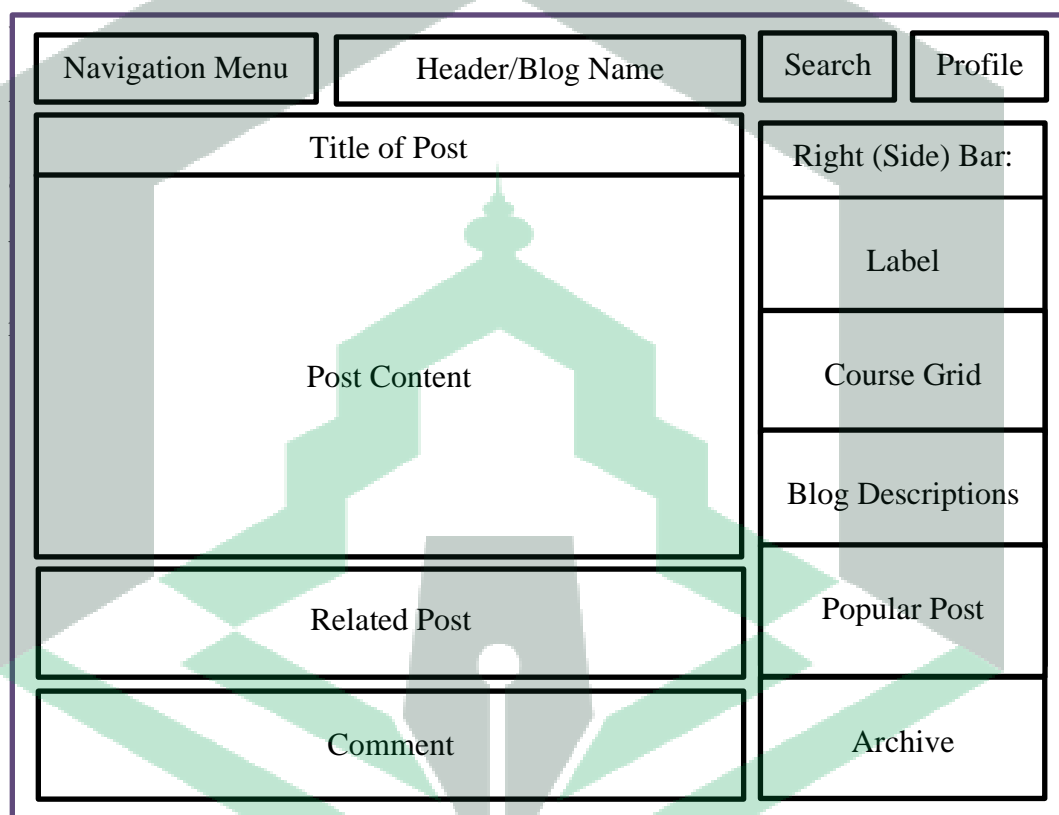 Navigation Menu
Header/Blog Name
Search
Profile
Title of Post
Post Content
Related Post
Comment
Right (Side) Bar:
Label
Course Grid
Blog Descriptions
Popular Post
Archive